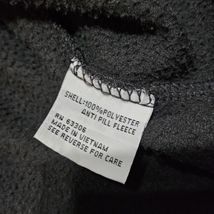 SHELL:100%POLYESTER
ANTI PILL FLEECE
RN 63306
MADE IN VIETNAM
SEE REVERSE FOR CARE